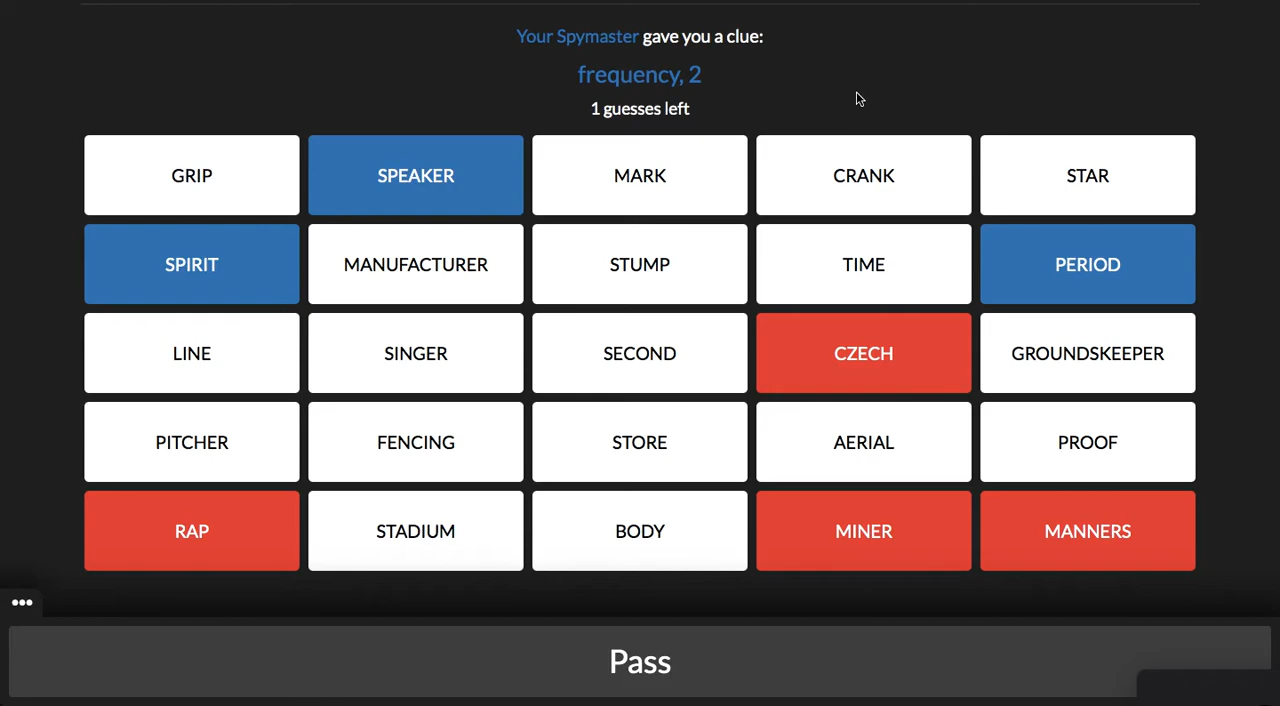 Your Spymaster gave you a clue:
frequency, 2
1 guesses left
GRIP SPEAKER MARK CRANK STAR
SPIRIT MANUFACTURER STUMP TIME PERIOD
LINE SINGER SECOND CZECH GROUNDSKEEPER
PITCHER FENCING STORE AERIAL PROOF
RAP STADIUM BODY MINER MANNERS
Pass